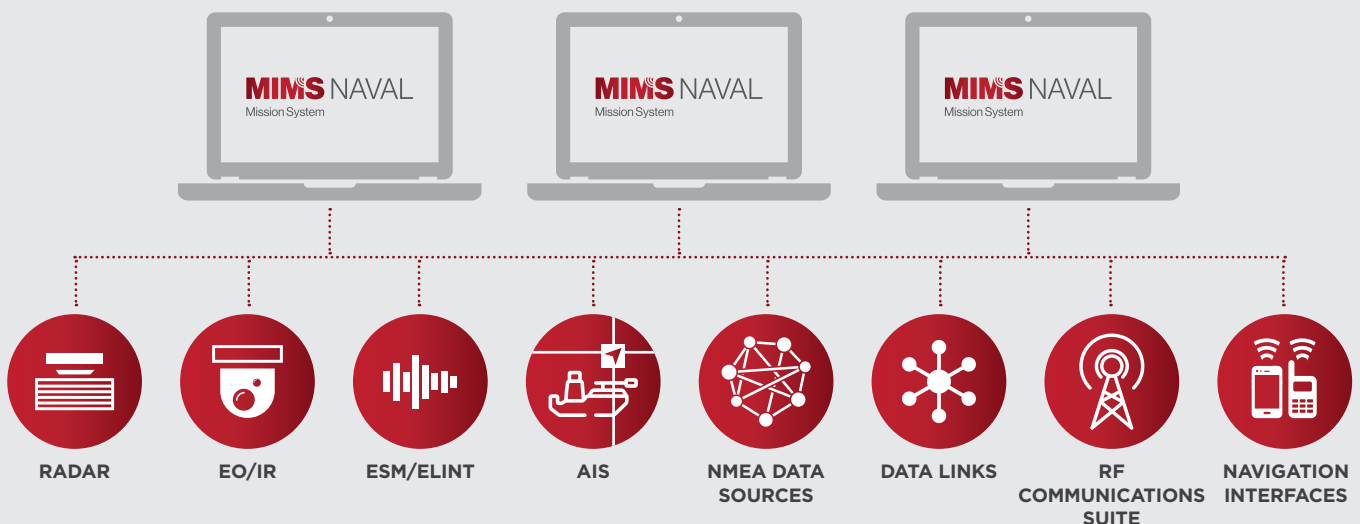 MIMS NAVAL
Mission System
MIMS NAVAL
Mission System
MIMS NAVAL
Mission System
RADAR
EO/IR
ESM/ELINT
AIS
NMEA DATA
SOURCES
DATA LINKS
RF
COMMUNICATIONS
SUITE
NAVIGATION
INTERFACES